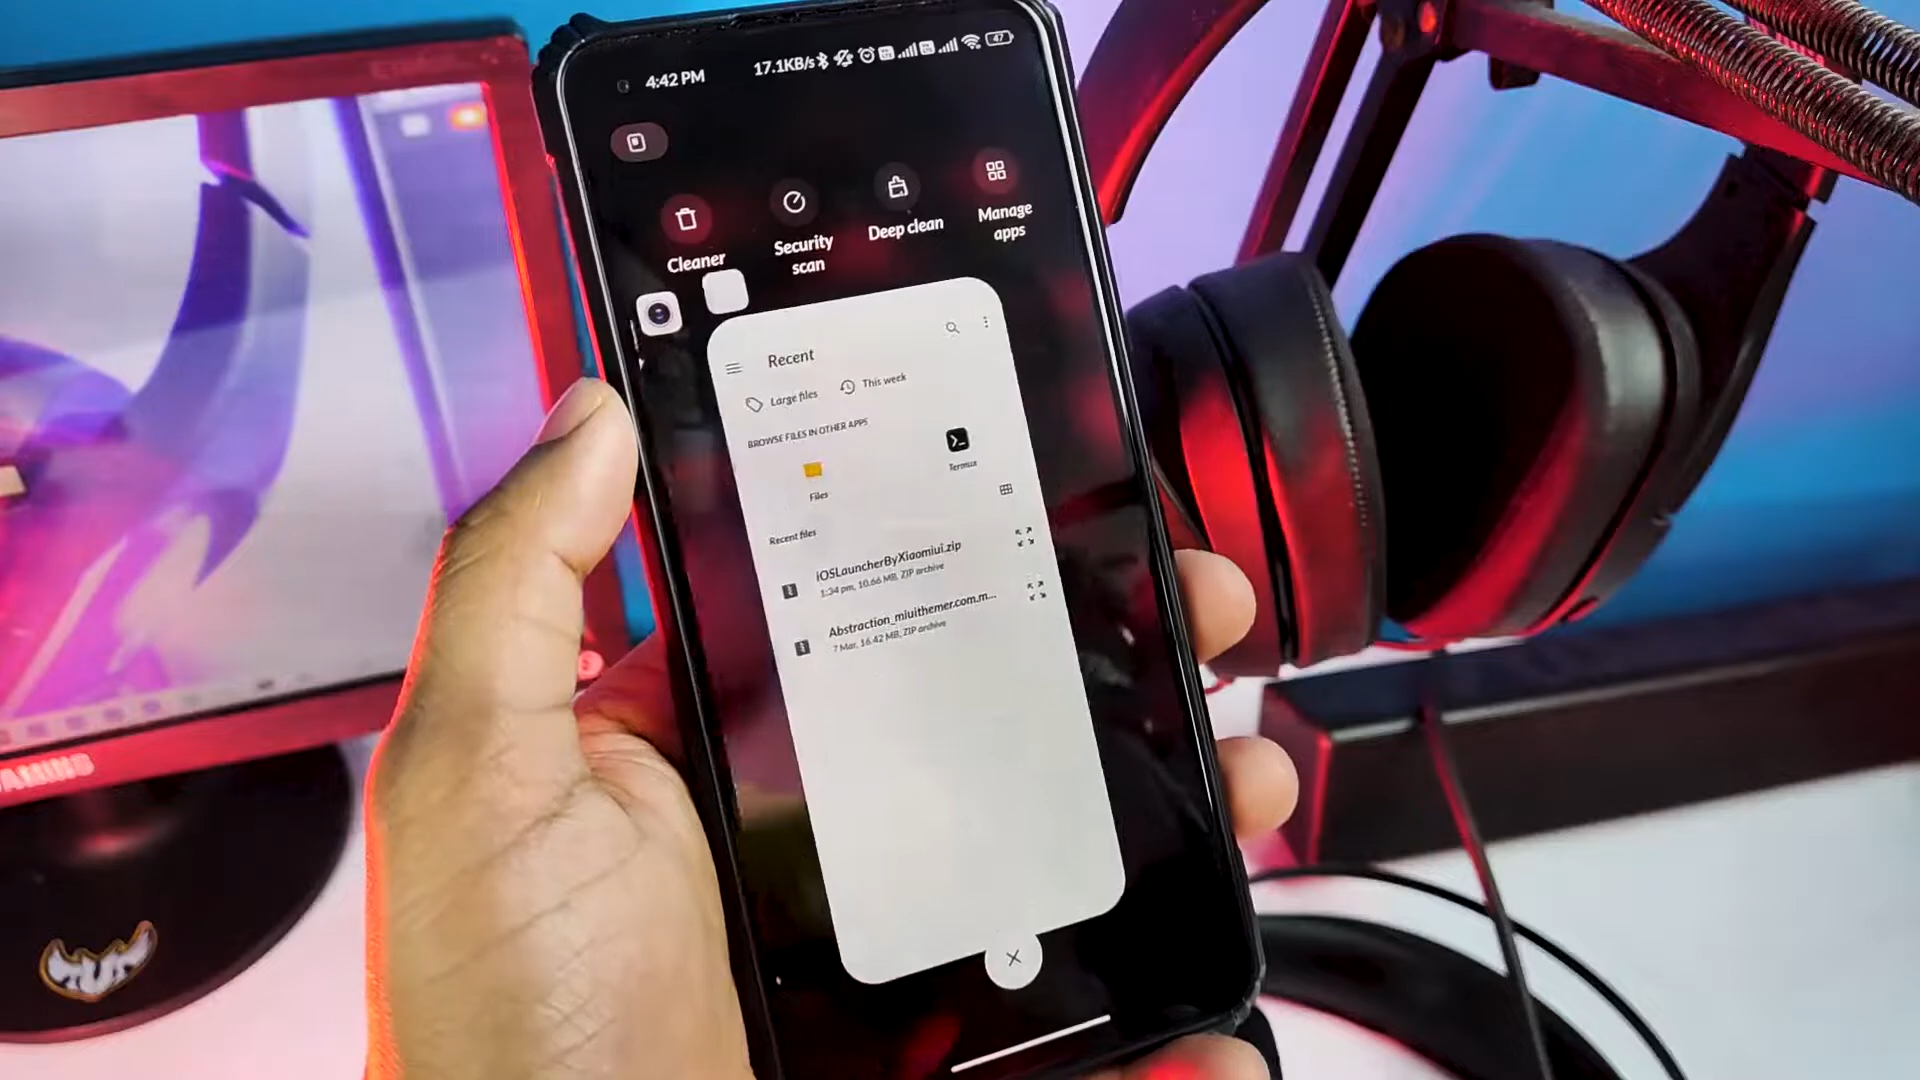 4:42 PM
17.1KB/s
47
Cleaner
Security
scan
Deep clean
Manage
apps
Recent
Large files
This week
BROWSE FILES IN OTHER APPS
Files
Termux
Recent files
iOSLauncherByXiaomiui.zip
1:34 pm, 10.66 MB, ZIP archive
Abstraction_miuithemer.com.m...
7 Mar, 16.42 MB, ZIP archive
TUF